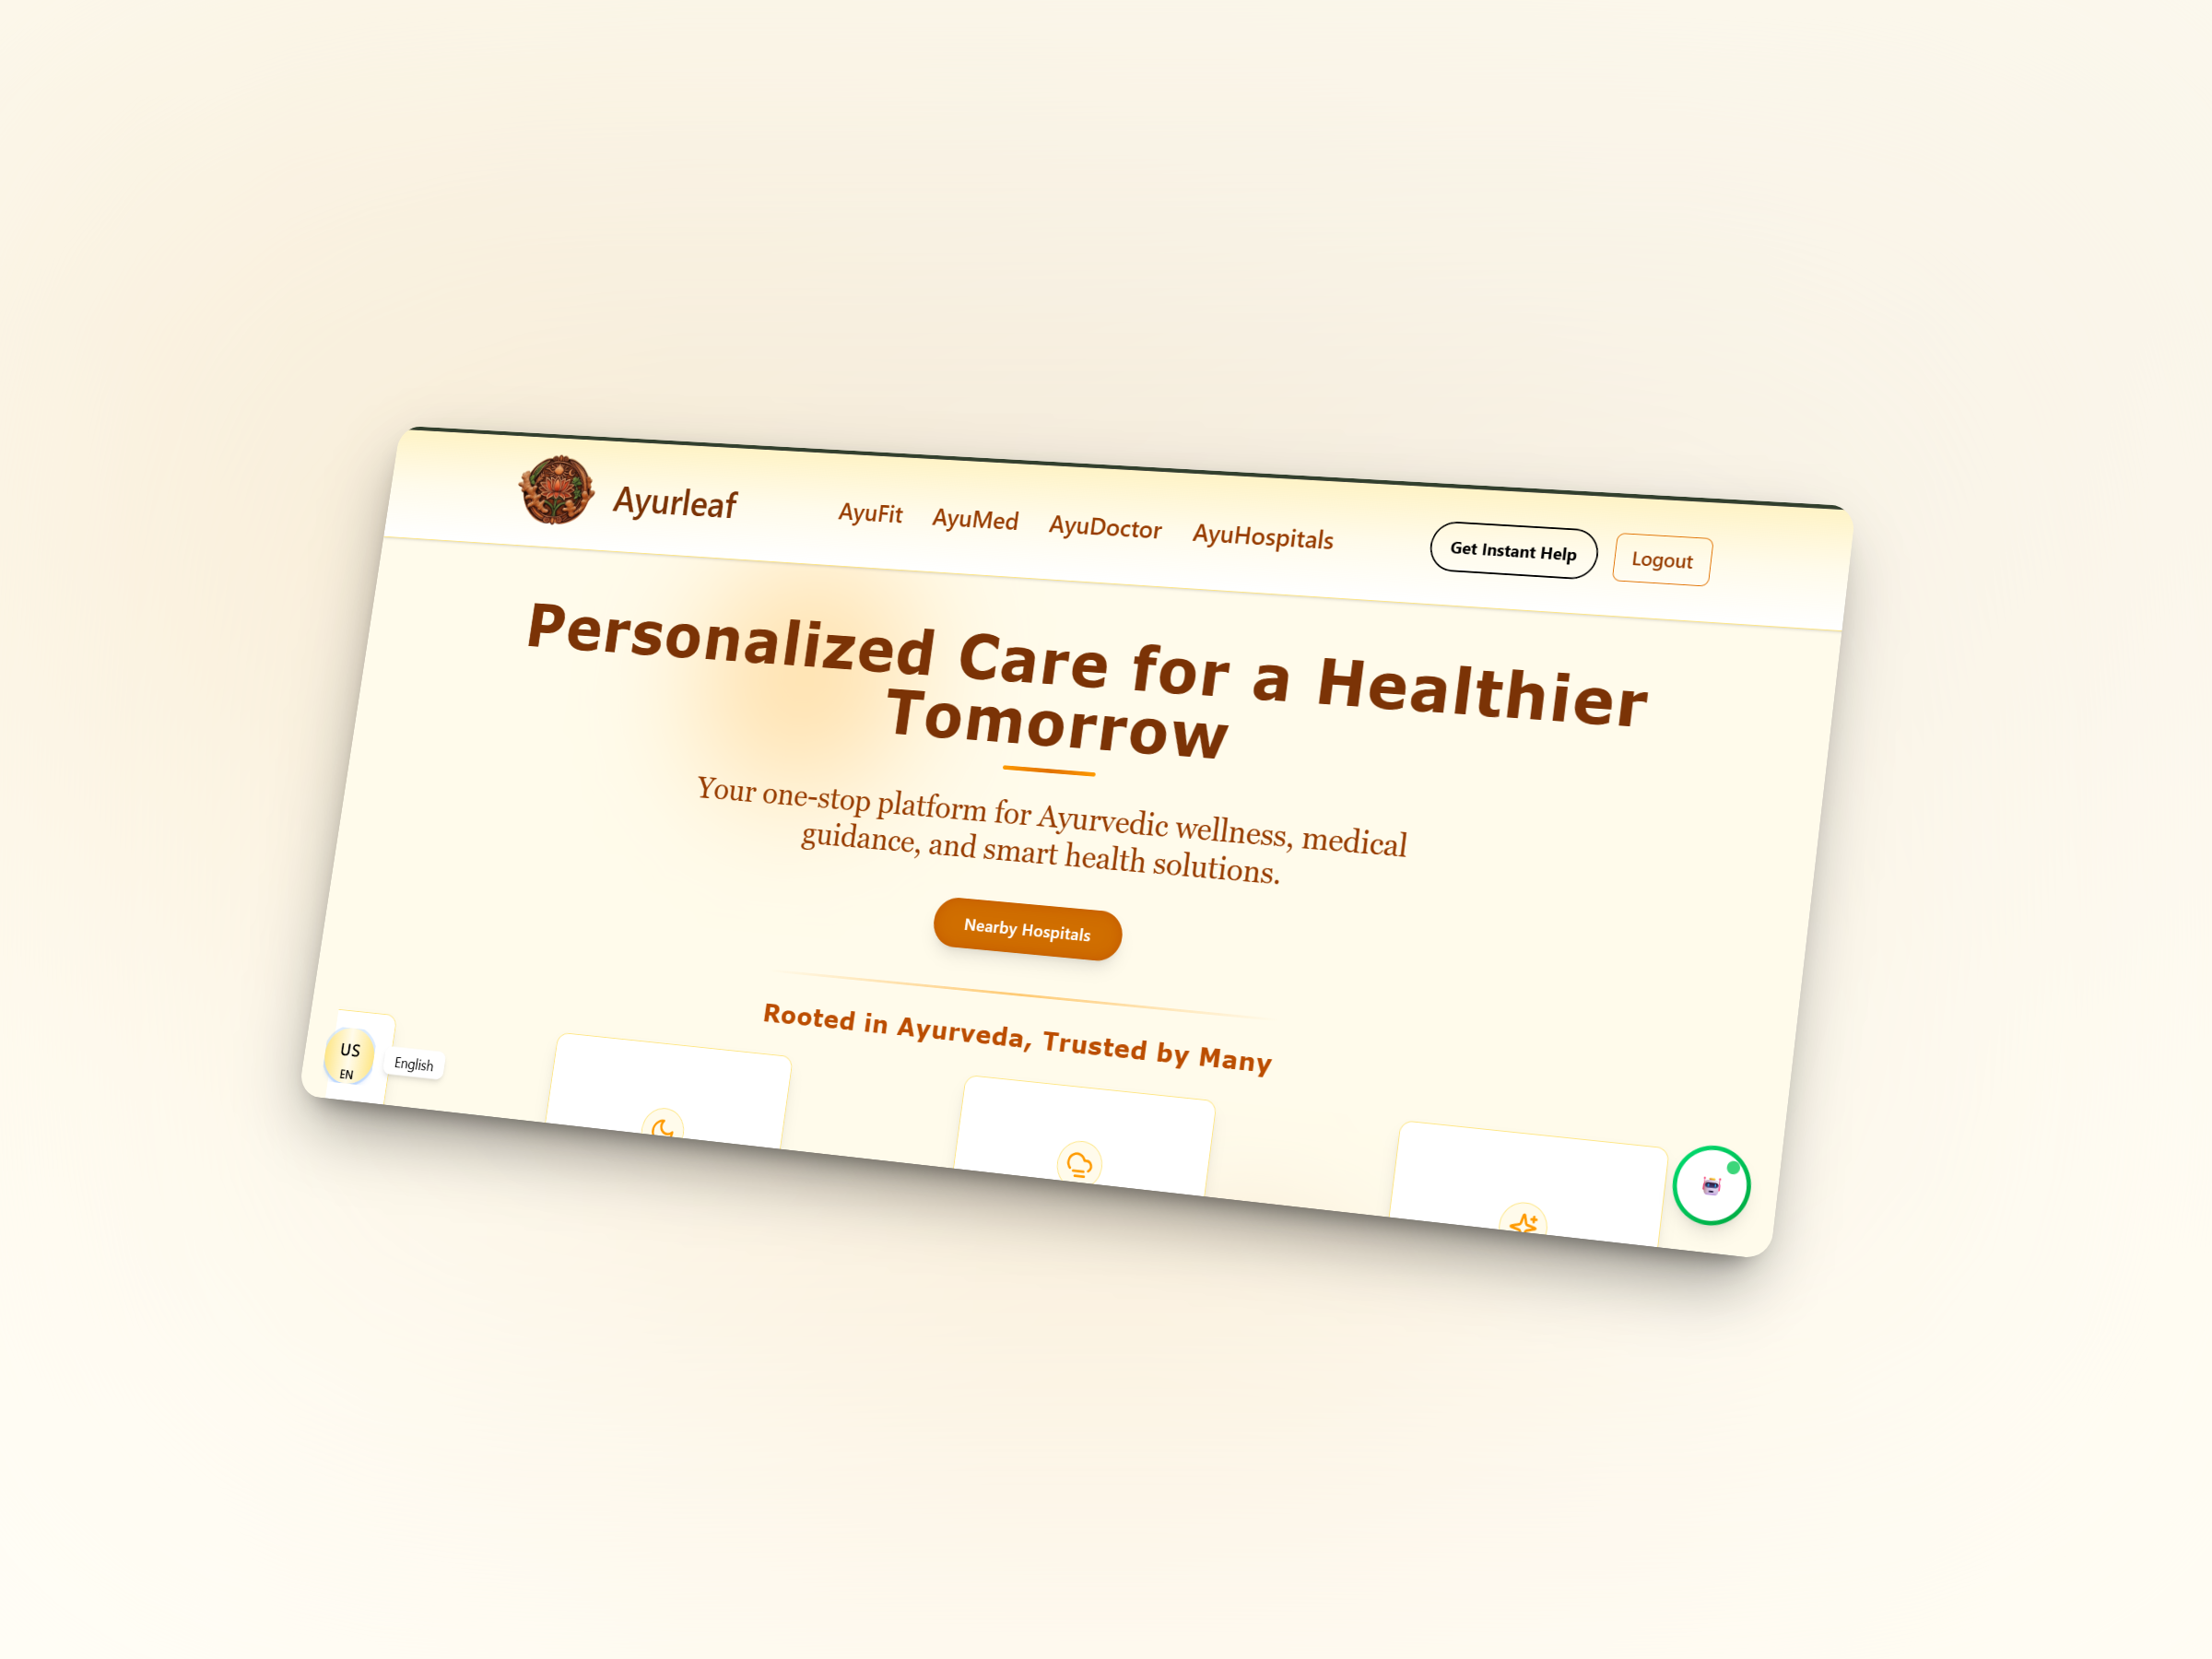 Ayurleaf
AyuFit
AyuMed
AyuDoctor
AyuHospitals
Get Instant Help
Logout
Personalized Care for a Healthier
Tomorrow
Your one-stop platform for Ayurvedic wellness, medical
guidance, and smart health solutions.
Nearby Hospitals
Rooted in Ayurveda, Trusted by Many
US
EN
English